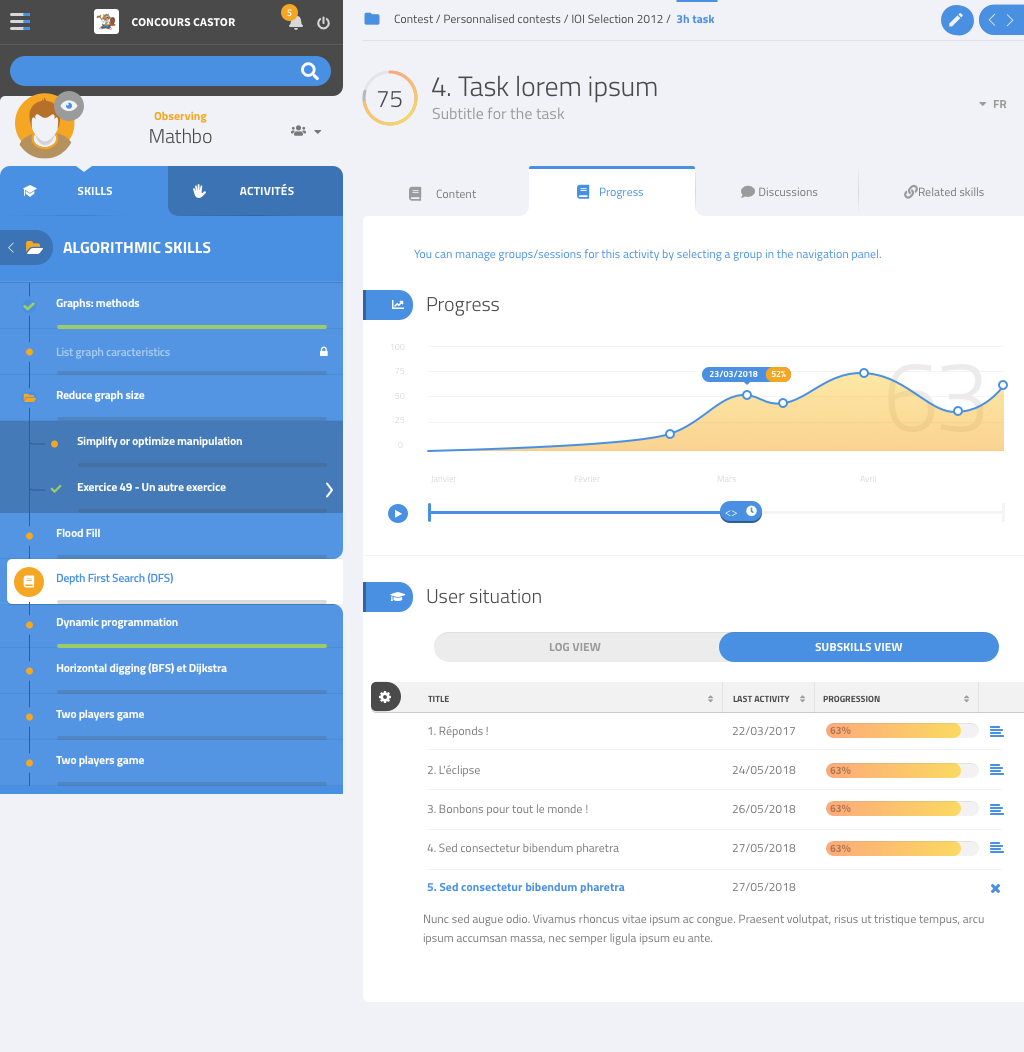 5
CONCOURS CASTOR
Observing
Mathbo
SKILLS
ACTIVITÉS
ALGORITHMIC SKILLS
Graphs: methods
List graph caracteristics
Reduce graph size
Simplify or optimize manipulation
Exercice 49 - Un autre exercice
Flood Fill
Depth First Search (DFS)
Dynamic programmation
Horizontal digging (BFS) et Dijkstra
Two players game
Two players game
Contest / Personnalised contests / IOI Selection 2012 / 3h task
75
4. Task lorem ipsum
Subtitle for the task
FR
Content
Progress
Discussions
Related skills
You can manage groups/sessions for this activity by selecting a group in the navigation panel.
Progress
100
75
50
25
0
23/03/2018 52%
63
Janvier Février Mars Avril
<>
User situation
LOG VIEW SUBSKILLS VIEW
TITLE LAST ACTIVITY PROGRESSION
1. Réponds ! 22/03/2017 63%
2. L'éclipse 24/05/2018 63%
3. Bonbons pour tout le monde ! 26/05/2018 63%
4. Sed consectetur bibendum pharetra 27/05/2018 63%
5. Sed consectetur bibendum pharetra 27/05/2018
Nunc sed augue odio. Vivamus rhoncus vitae ipsum ac congue. Praesent volutpat, risus ut tristique tempus, arcu
ipsum accumsan massa, nec semper ligula ipsum eu ante.